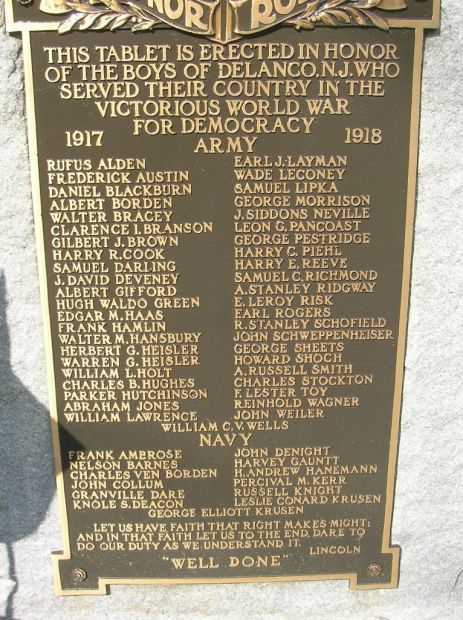 HONOR ROLL
THIS TABLET IS ERECTED IN HONOR
OF THE BOYS OF DELANCO, N.J. WHO
SERVED THEIR COUNTRY IN THE
VICTORIOUS WORLD WAR
FOR DEMOCRACY
1917 ARMY 1918
RUFUS ALDEN EARL J. LAYMAN
FREDERICK AUSTIN WADE LECONEY
DANIEL BLACKBURN SAMUEL LIPKA
ALBERT BORDEN GEORGE MORRISON
WALTER BRACEY J. SIDDONS NEVILLE
CLARENCE I. BRANSON LEON G. PANCOAST
GILBERT J. BROWN GEORGE PESTRIDGE
HARRY R. COOK HARRY C. PIEHL
SAMUEL DARLING HARRY E. REEVE
J. DAVID DEVENEY SAMUEL C. RICHMOND
ALBERT GIFFORD A. STANLEY RIDGWAY
HUGH WALDO GREEN E. LEROY RISK
EDGAR M. HAAS EARL ROGERS
FRANK HAMLIN R. STANLEY SCHOFIELD
WALTER M. HANSBURY JOHN SCHWEPPENHEISER
HERBERT G. HEISLER GEORGE SHEETS
WARREN G. HEISLER HOWARD SHOCH
WILLIAM L. HOLT A. RUSSELL SMITH
CHARLES B. HUGHES CHARLES STOCKTON
PARKER HUTCHINSON F. LESTER TOY
ABRAHAM JONES REINHOLD WAGNER
WILLIAM LAWRENCE JOHN WEILER
WILLIAM C. V. WELLS
NAVY
FRANK AMBROSE JOHN DENIGHT
NELSON BARNES HARVEY GAUNTT
CHARLES VEN BORDEN H. ANDREW HANEMANN
JOHN COLLUM PERCIVAL M. KERR
GRANVILLE DARE RUSSELL KNIGHT
KNOLE S. DEACON LESLIE CONARD KRUSEN
GEORGE ELLIOTT KRUSEN
LET US HAVE FAITH THAT RIGHT MAKES MIGHT;
AND IN THAT FAITH LET US TO THE END, DARE TO
DO OUR DUTY AS WE UNDERSTAND IT.
LINCOLN
"WELL DONE"